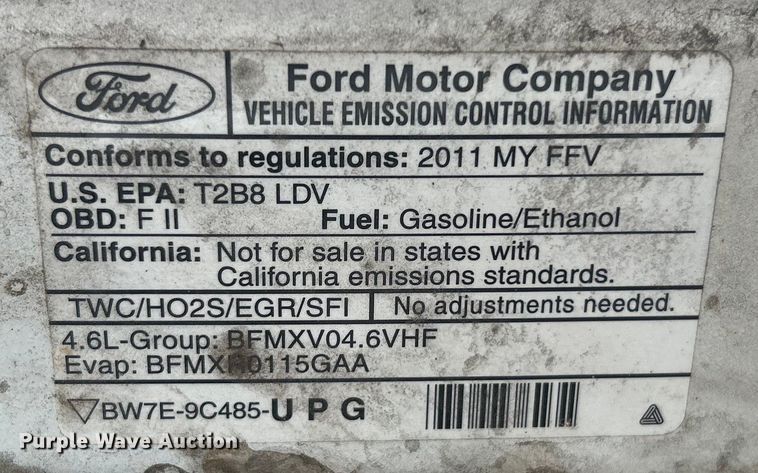 Ford
Ford Motor Company
VEHICLE EMISSION CONTROL INFORMATION
Conforms to regulations: 2011 MY FFV
U.S. EPA: T2B8 LDV
OBD: F II Fuel: Gasoline/Ethanol
California: Not for sale in states with
California emissions standards.
TWC/HO2S/EGR/SFI No adjustments needed.
4.6L-Group: BFMXV04.6VHF
Evap: BFMXR0115GAA
BW7E-9C485-U P G
Purple Wave Auction